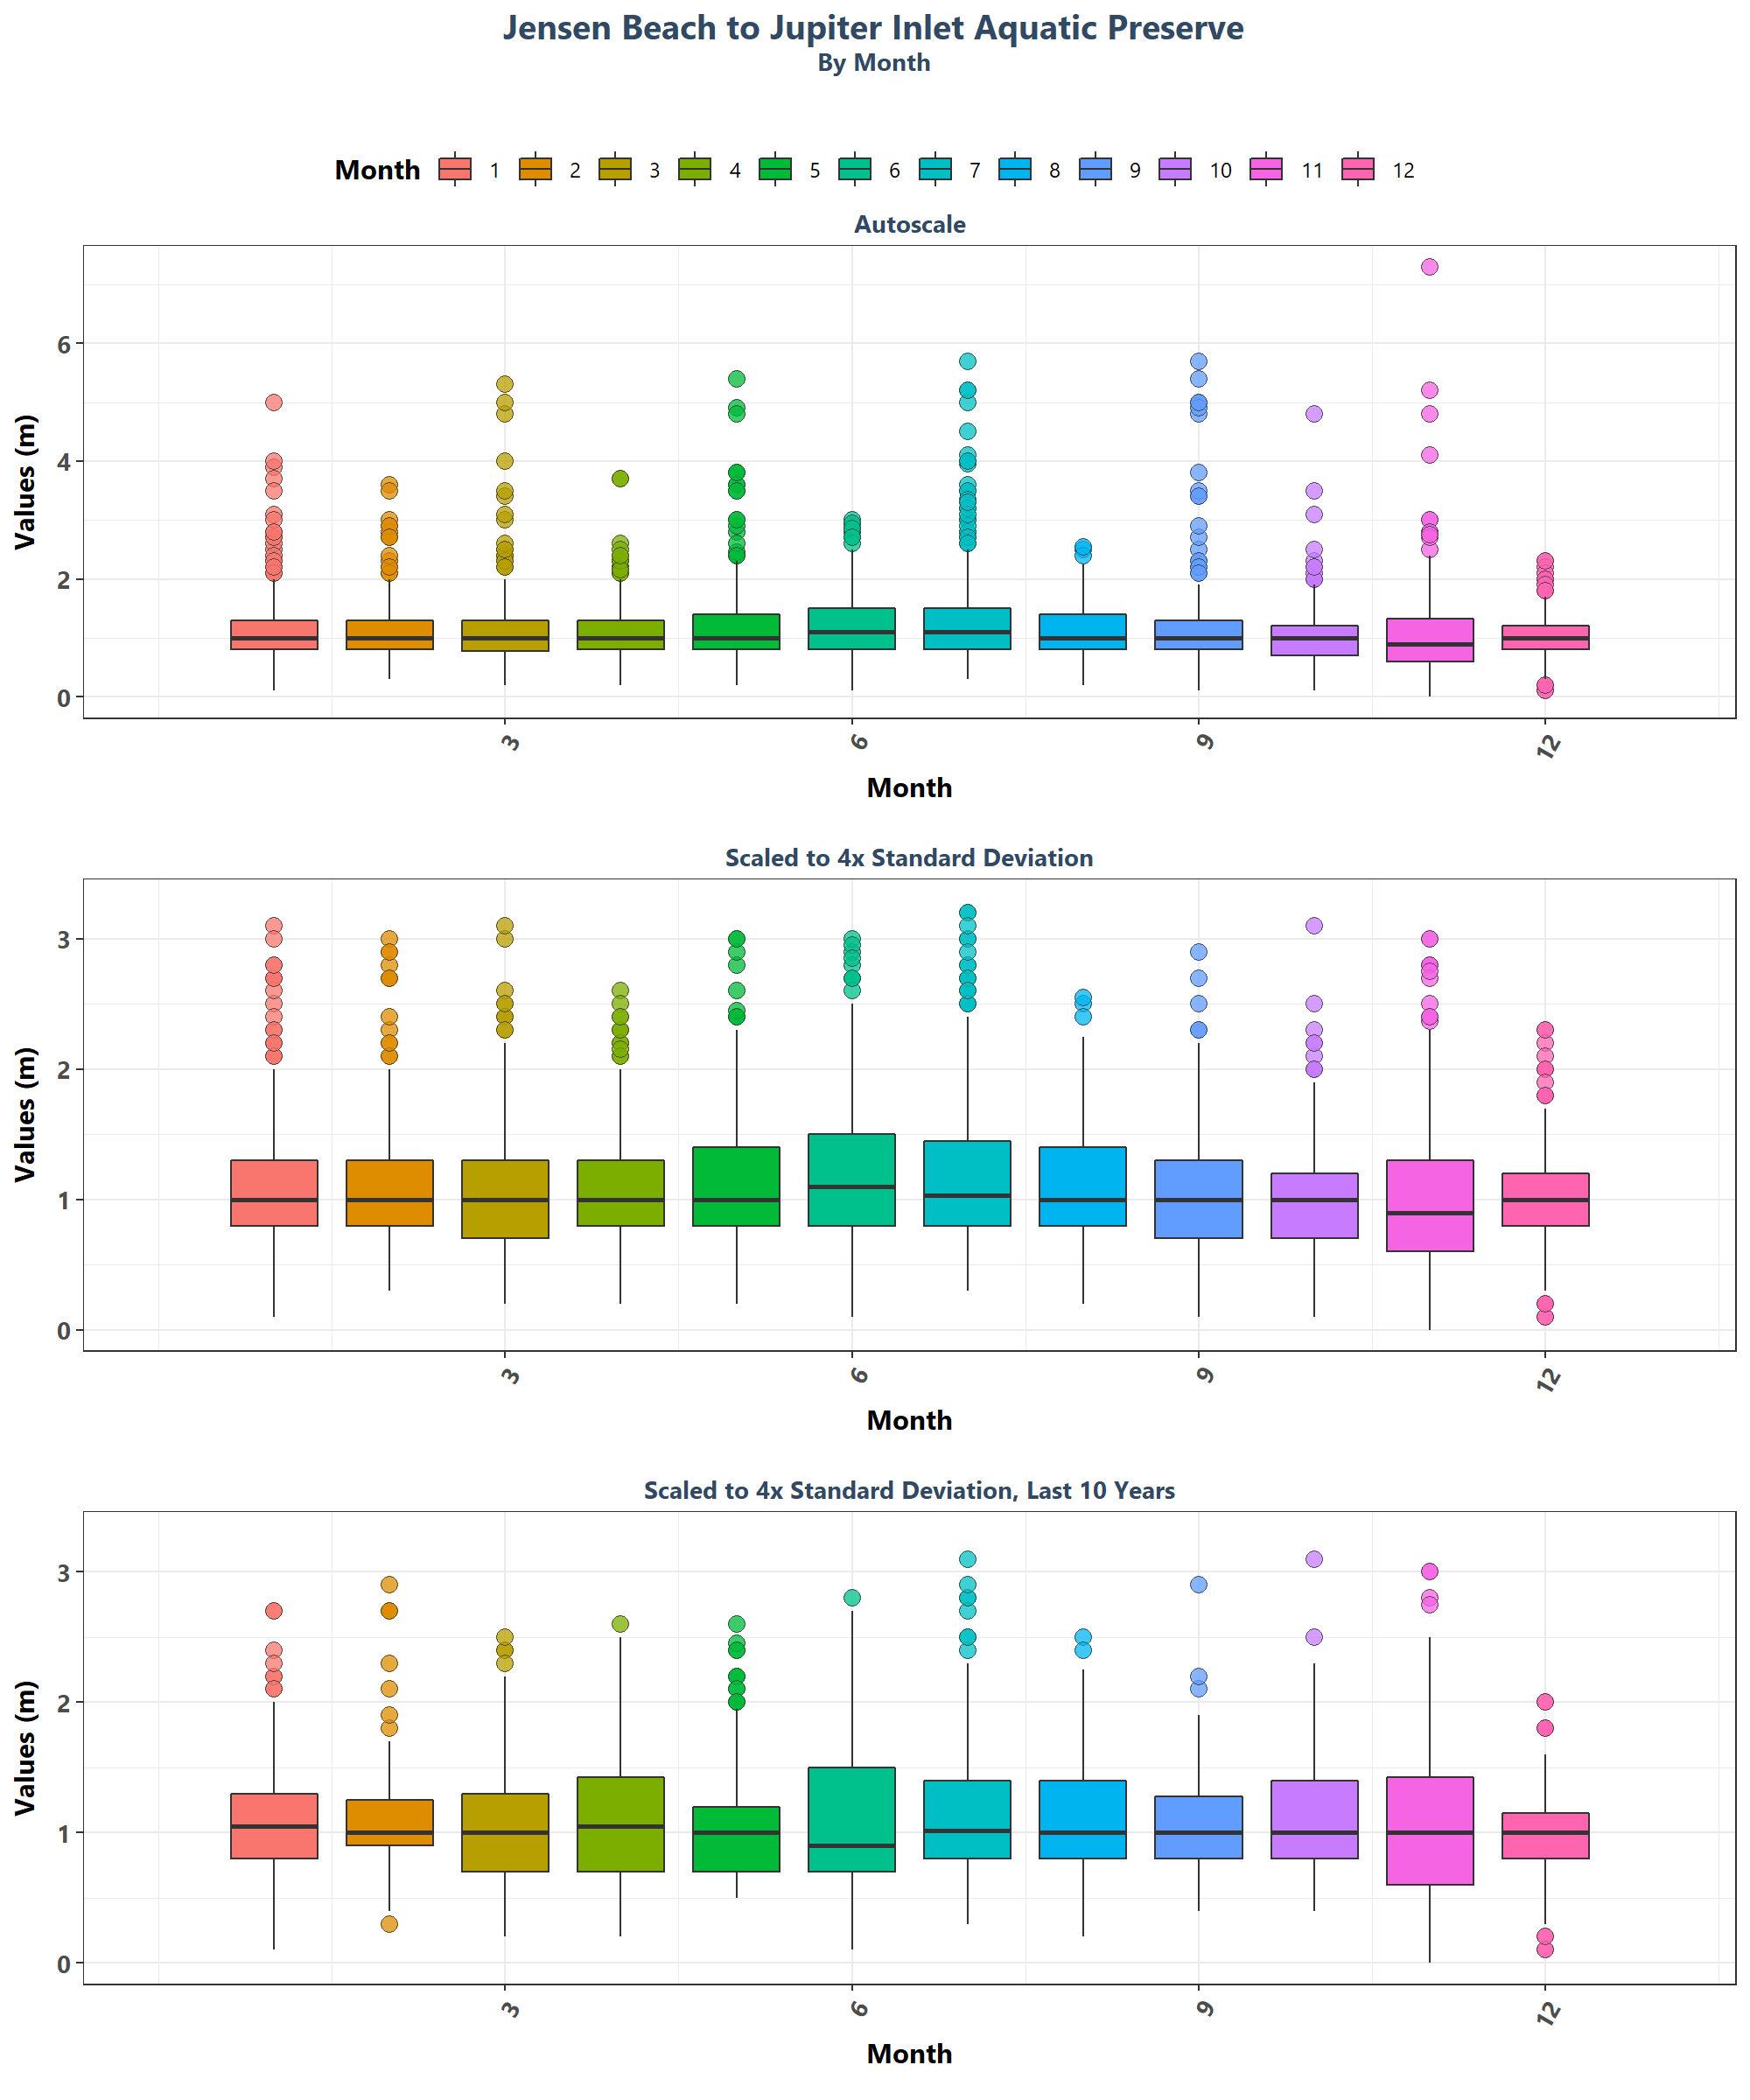 Jensen Beach to Jupiter Inlet Aquatic Preserve
By Month
Month 1 2 3 4 5 6 7 8 9 10 11 12
Autoscale
Values (m)
6
4
2
0
3 6 9 12
Month
Scaled to 4x Standard Deviation
Values (m)
3
2
1
0
3 6 9 12
Month
Scaled to 4x Standard Deviation, Last 10 Years
Values (m)
3
2
1
0
3 6 9 12
Month